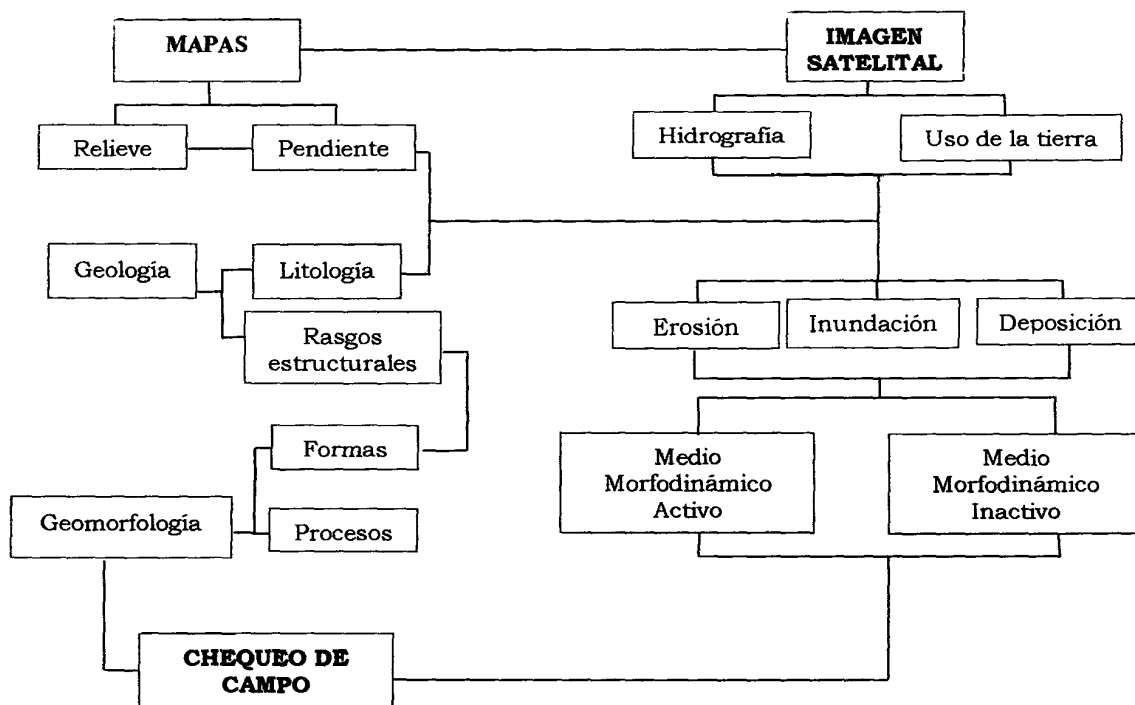 MAPAS
IMAGEN
SATELITAL
Relieve
Pendiente
Hidrografía
Uso de la tierra
Geología
Litología
Rasgos
estructurales
Erosión
Inundación
Deposición
Formas
Medio
Morfodinámico
Activo
Medio
Morfodinámico
Inactivo
Geomorfología
Procesos
CHEQUEO DE
CAMPO